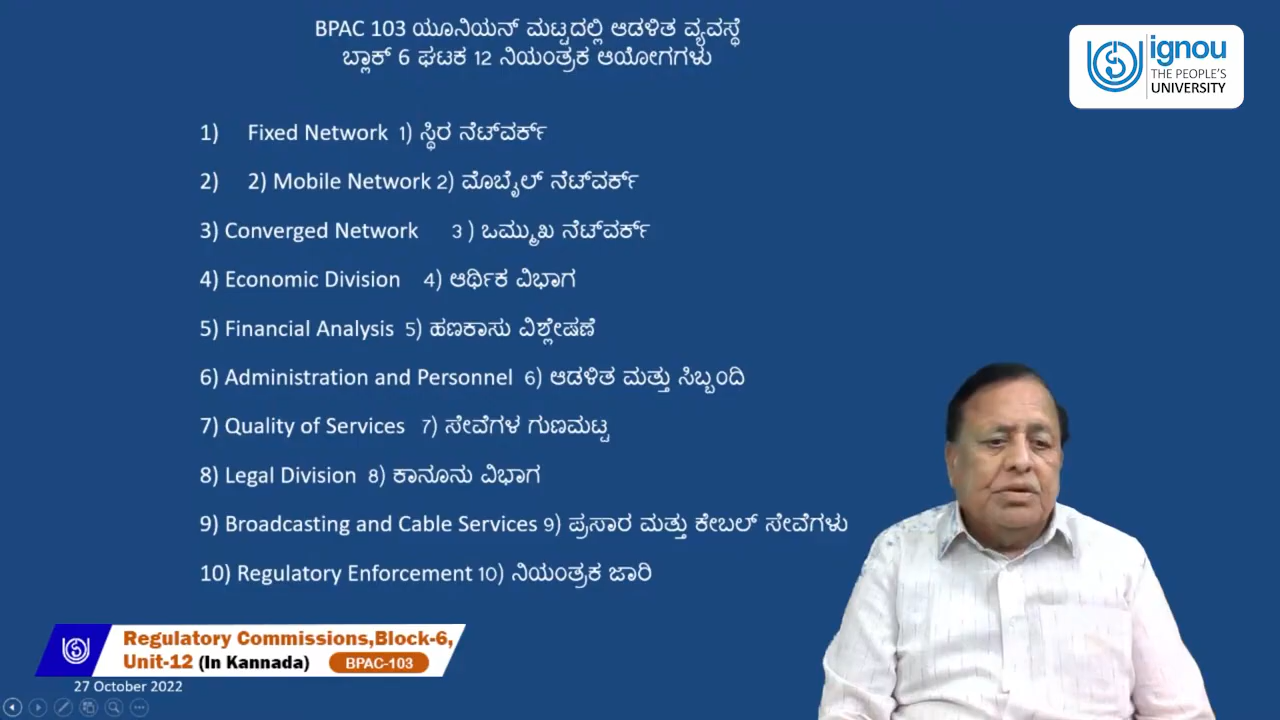 BPAC 103 ಯೂನಿಯನ್ ಮಟ್ಟದಲ್ಲಿ ಆಡಳಿತ ವ್ಯವಸ್ಥೆ
ಬ್ಲಾಕ್ 6 ಘಟಕ 12 ನಿಯಂತ್ರಕ ಆಯೋಗಗಳು
ignou
THE PEOPLE'S
UNIVERSITY
1) Fixed Network 1) ಸ್ಥಿರ ನೆಟ್‌ವರ್ಕ್
2) 2) Mobile Network 2) ಮೊಬೈಲ್ ನೆಟ್‌ವರ್ಕ್
3) Converged Network 3 ) ಒಮ್ಮುಖ ನೆಟ್‌ವರ್ಕ್
4) Economic Division 4) ಆರ್ಥಿಕ ವಿಭಾಗ
5) Financial Analysis 5) ಹಣಕಾಸು ವಿಶ್ಲೇಷಣೆ
6) Administration and Personnel 6) ಆಡಳಿತ ಮತ್ತು ಸಿಬ್ಬಂದಿ
7) Quality of Services 7) ಸೇವೆಗಳ ಗುಣಮಟ್ಟ
8) Legal Division 8) ಕಾನೂನು ವಿಭಾಗ
9) Broadcasting and Cable Services 9) ಪ್ರಸಾರ ಮತ್ತು ಕೇಬಲ್ ಸೇವೆಗಳು
10) Regulatory Enforcement 10) ನಿಯಂತ್ರಕ ಜಾರಿ
Regulatory Commissions,Block-6,
Unit-12 (In Kannada) BPAC-103
27 October 2022